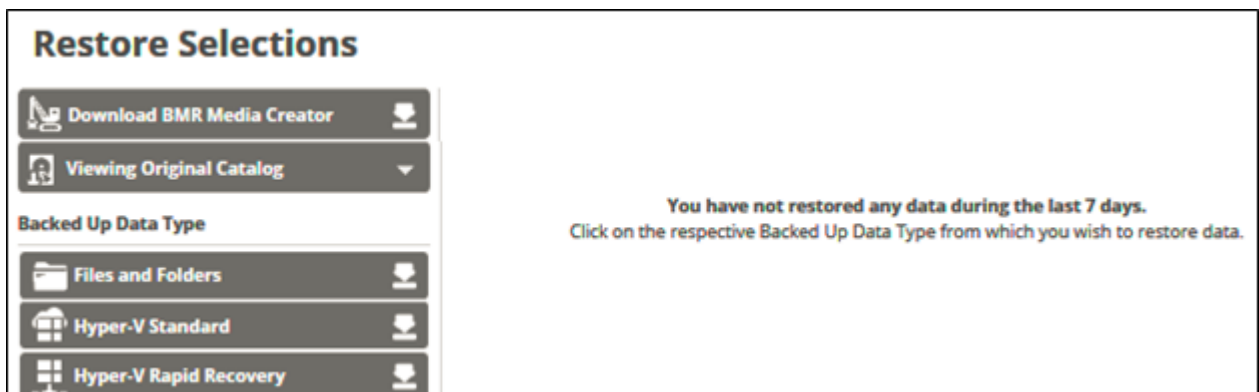 Restore Selections
Download BMR Media Creator
Viewing Original Catalog
Backed Up Data Type
Files and Folders
Hyper-V Standard
Hyper-V Rapid Recovery
You have not restored any data during the last 7 days.
Click on the respective Backed Up Data Type from which you wish to restore data.